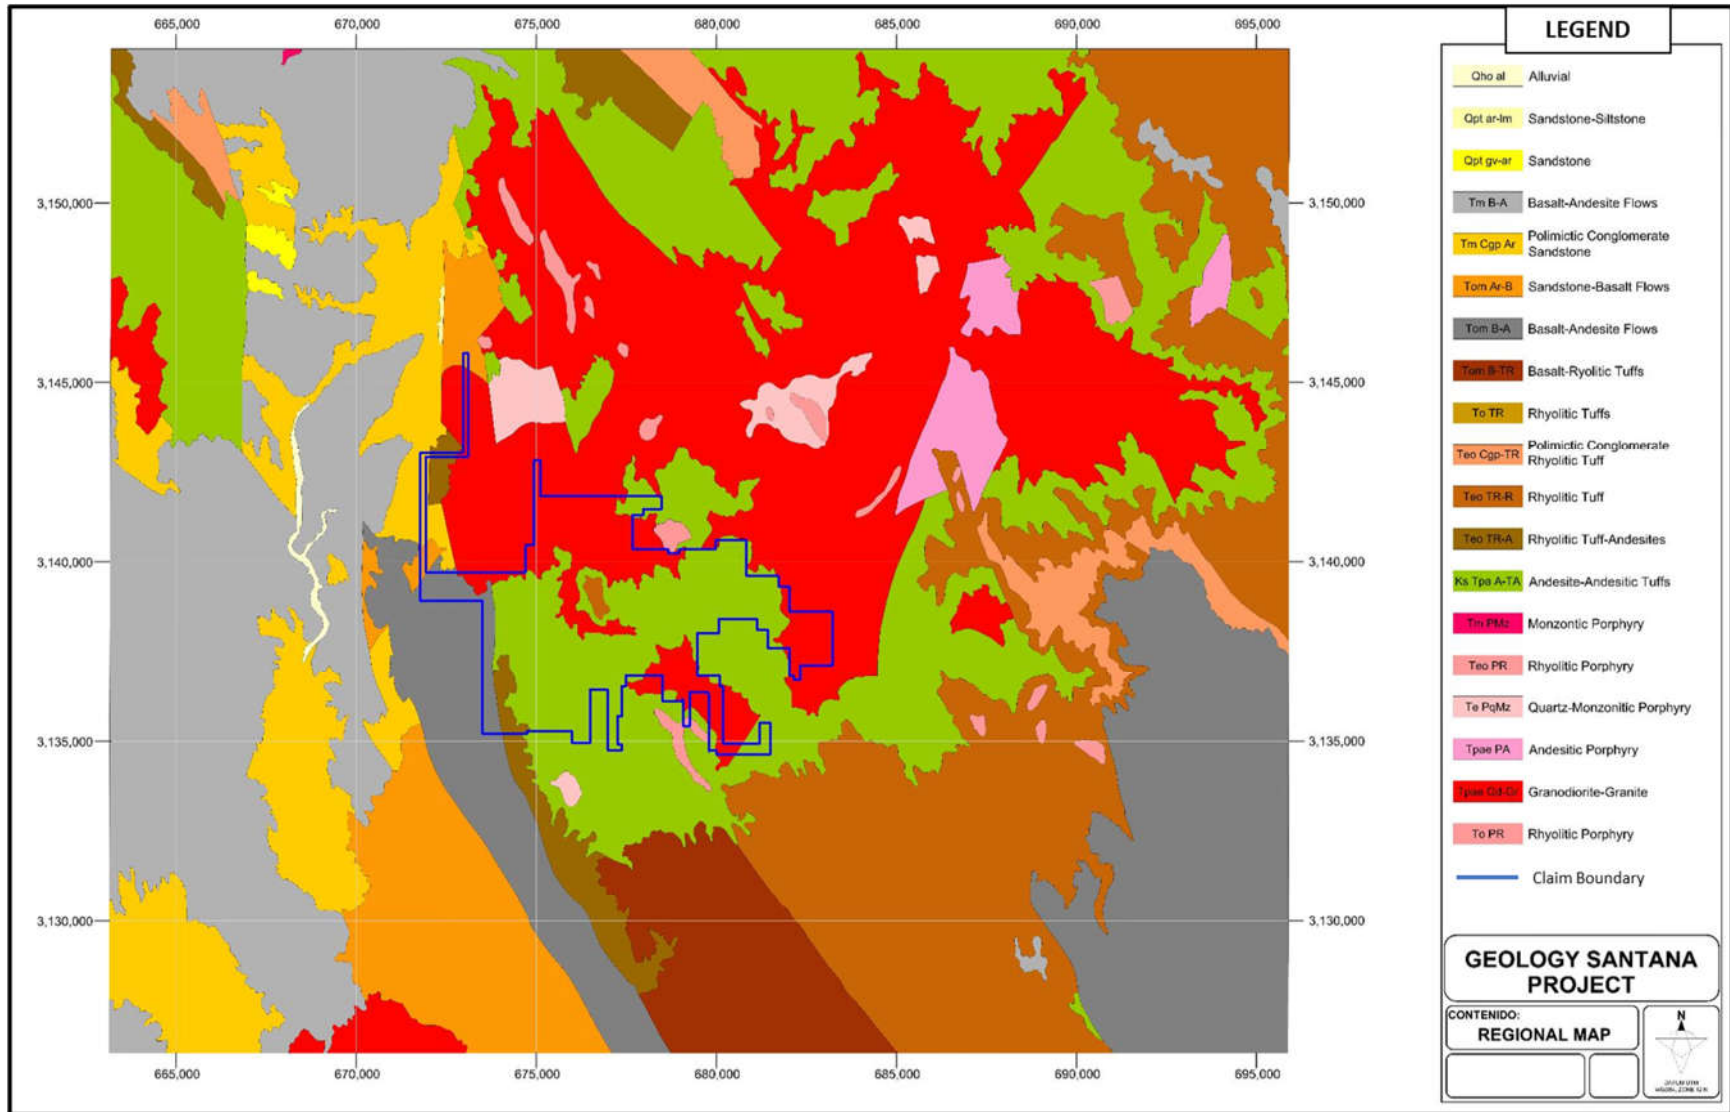 665,000 670,000 675,000 680,000 685,000 690,000 695,000
3,150,000 3,150,000
3,145,000 3,145,000
3,140,000 3,140,000
3,135,000 3,135,000
3,130,000 3,130,000
665,000 670,000 675,000 680,000 685,000 690,000 695,000
LEGEND
Qho al Alluvial
Qpt ar-lm Sandstone-Siltstone
Qpt gv-ar Sandstone
Tm B-A Basalt-Andesite Flows
Tm Cgp Ar Polimictic Conglomerate
Sandstone
Tom Ar-B Sandstone-Basalt Flows
Tom B-A Basalt-Andesite Flows
Tom B-TR Basalt-Ryolitic Tuffs
To TR Rhyolitic Tuffs
Teo Cgp-TR Polimictic Conglomerate
Rhyolitic Tuff
Teo TR-R Rhyolitic Tuff
Teo TR-A Rhyolitic Tuff-Andesites
Ks Tpa A-TA Andesite-Andesitic Tuffs
Tm PMz Monzontic Porphyry
Teo PR Rhyolitic Porphyry
Te PqMz Quartz-Monzonitic Porphyry
Tpae PA Andesitic Porphyry
Tpae Gd-Gr Granodiorite-Granite
To PR Rhyolitic Porphyry
Claim Boundary
GEOLOGY SANTANA
PROJECT
CONTENIDO:
REGIONAL MAP
N